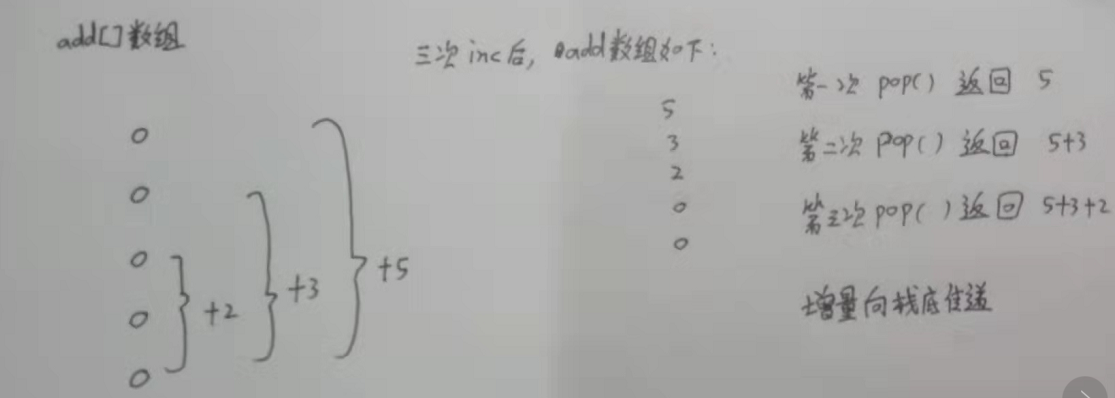 add[]数组
0
0
0
0
0
+2
+3
+5
三次inc后，add数组如下：
5
3
2
0
0
第一次 pop() 返回 5
第二次 pop() 返回 5+3
第三次 pop( ) 返回 5+3+2
增量向栈底传递